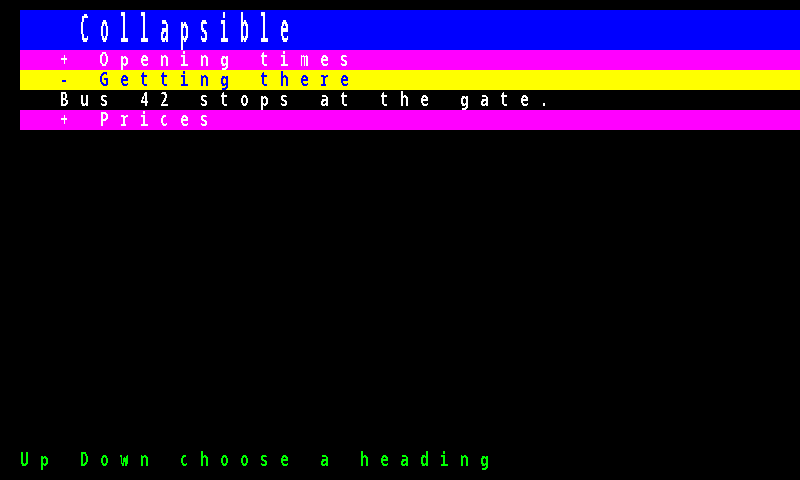 Collapsible
+ Opening times
- Getting there
Bus 42 stops at the gate.
+ Prices
Up Down choose a heading